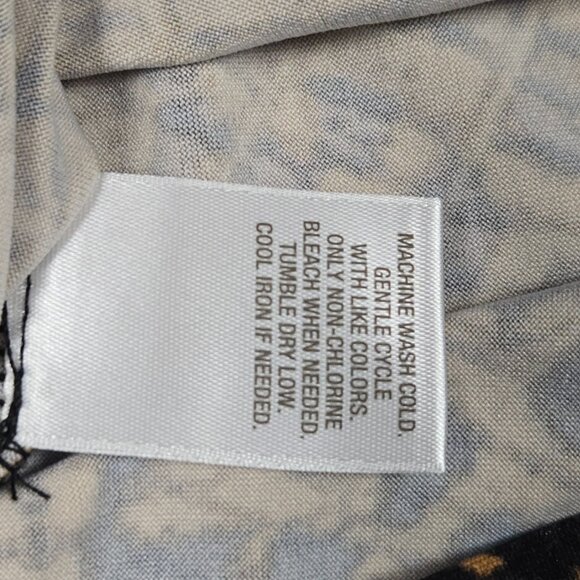 MACHINE WASH COLD.
GENTLE CYCLE
WITH LIKE COLORS.
ONLY NON-CHLORINE
BLEACH WHEN NEEDED.
TUMBLE DRY LOW.
COOL IRON IF NEEDED.